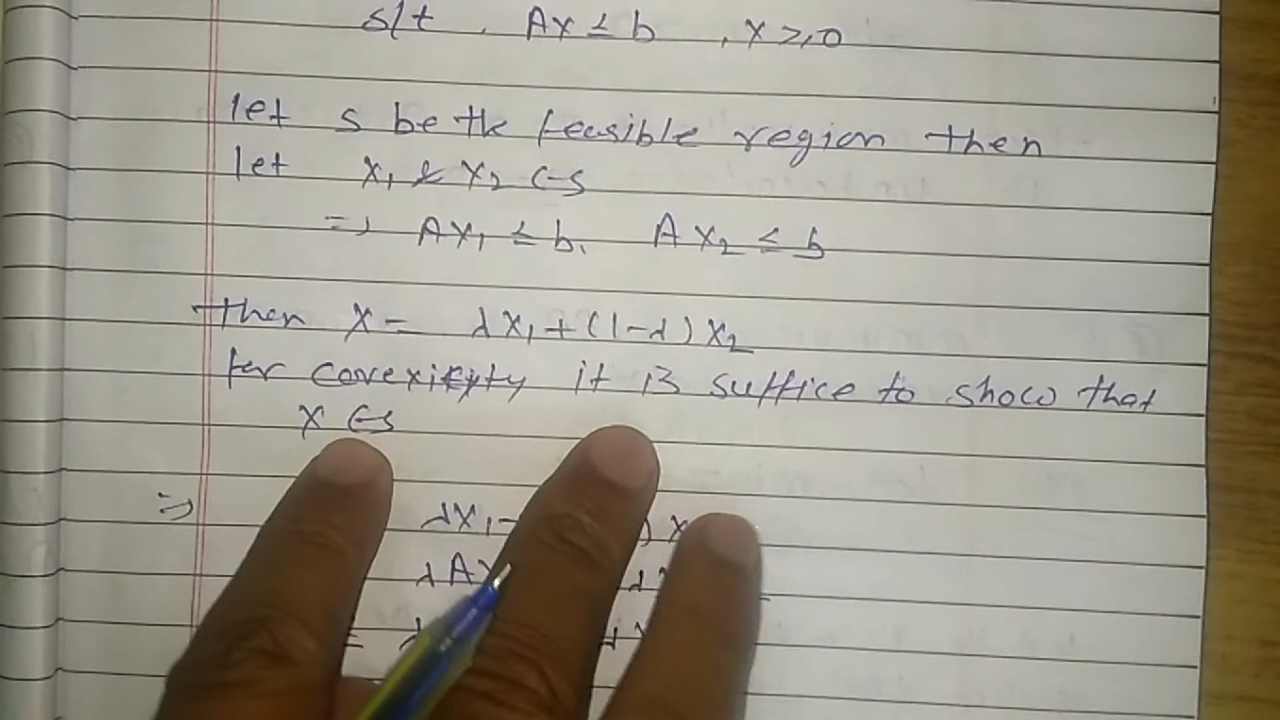 s/t, Ax ≤ b, x ≥ 0
let s be the feasible region then
let x₁ & x₂ ∈ s
⇒ Ax₁ ≤ b. Ax₂ ≤ b
then x = λx₁ + (1-λ)x₂
for covexity it is suffice to show that
x ∈ s
⇒ λx₁
λA